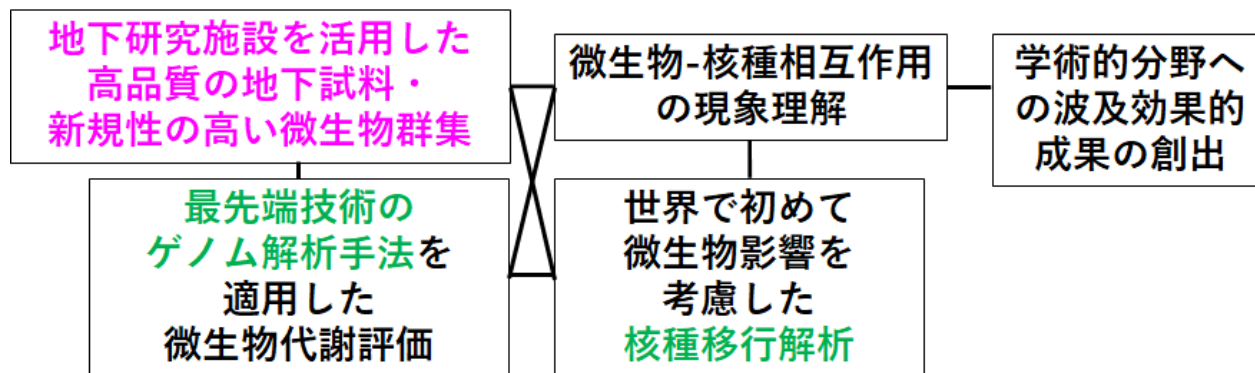 地下研究施設を活用した
高品質の地下試料・
新規性の高い微生物群集
微生物-核種相互作用
の現象理解
学術的分野へ
の波及効果的
成果の創出
最先端技術の
ゲノム解析手法を
適用した
微生物代謝評価
世界で初めて
微生物影響を
考慮した
核種移行解析